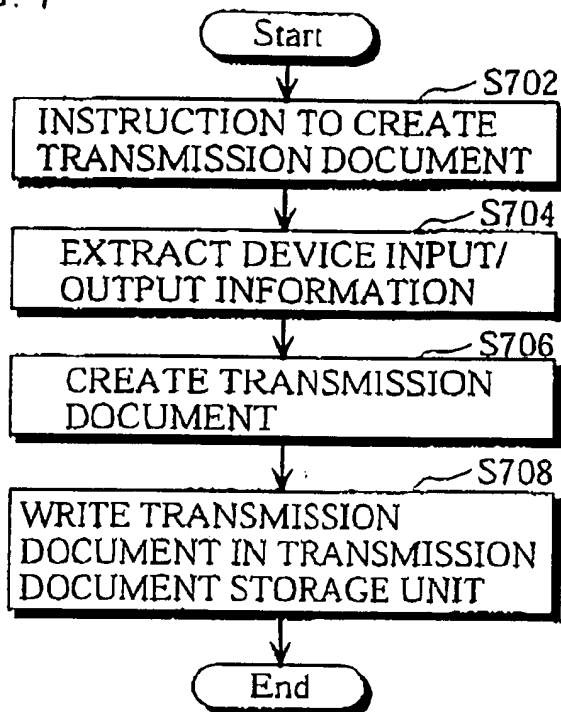 Start
S702
INSTRUCTION TO CREATE
TRANSMISSION DOCUMENT
S704
EXTRACT DEVICE INPUT/
OUTPUT INFORMATION
S706
CREATE TRANSMISSION
DOCUMENT
S708
WRITE TRANSMISSION
DOCUMENT IN TRANSMISSION
DOCUMENT STORAGE UNIT
End